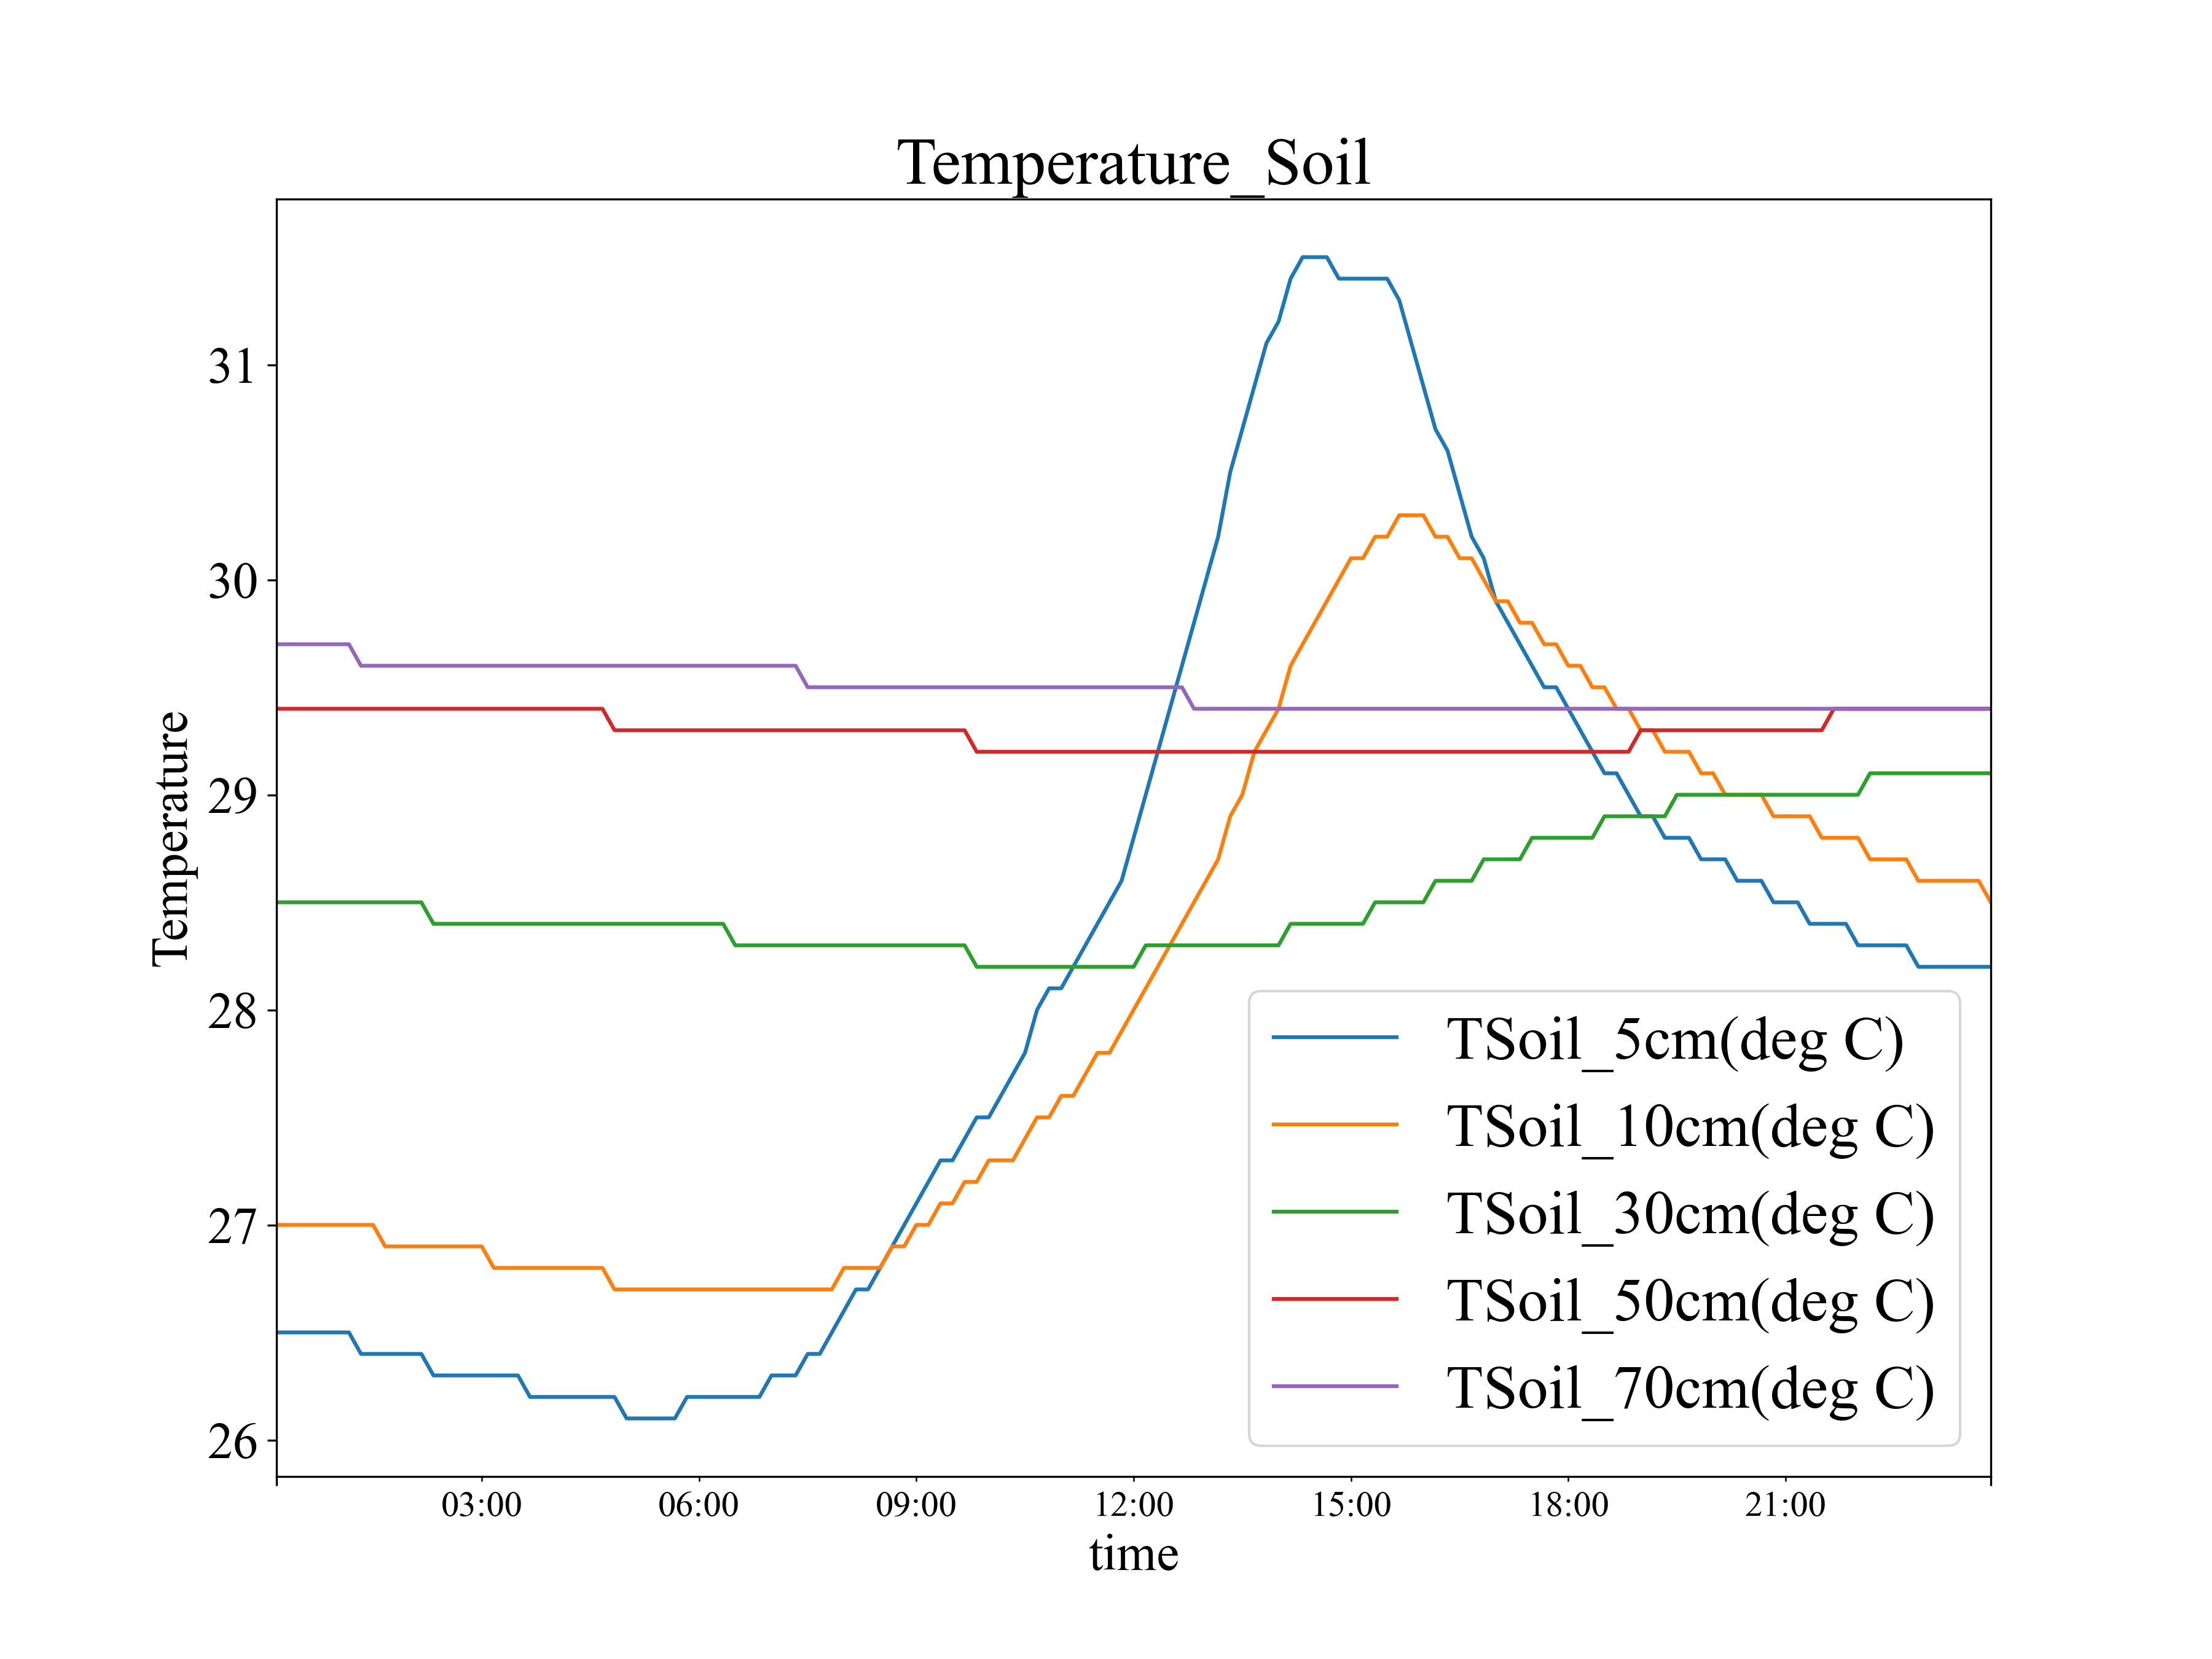 Temperature_Soil
Temperature
31
30
29
28
27
26
TSoil_5cm(deg C)
TSoil_10cm(deg C)
TSoil_30cm(deg C)
TSoil_50cm(deg C)
TSoil_70cm(deg C)
03:00 06:00 09:00 12:00 15:00 18:00 21:00
time